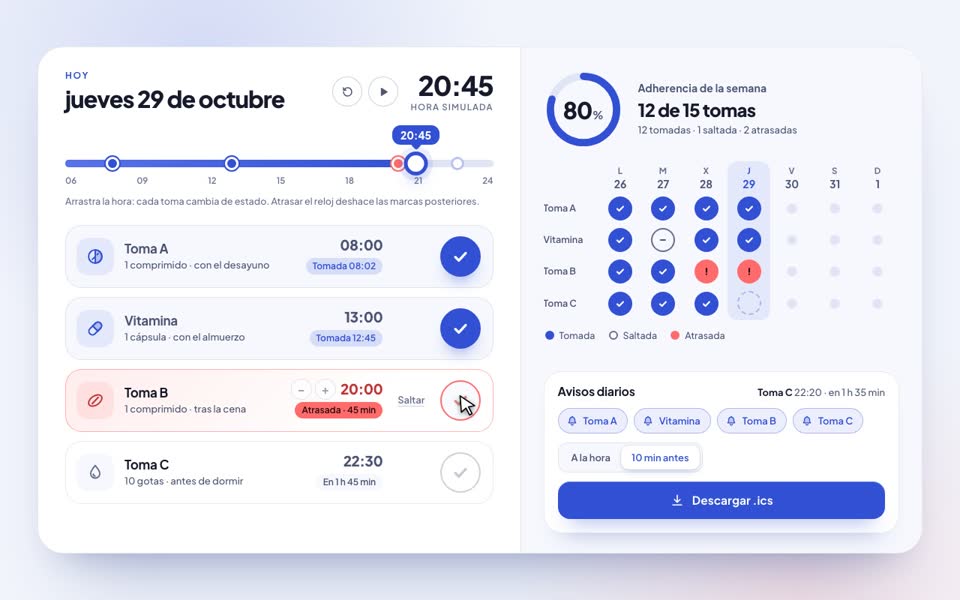 HOY
jueves 29 de octubre
20:45
HORA SIMULADA
20:45
06 09 12 15 18 21 24
Arrastra la hora: cada toma cambia de estado. Atrasar el reloj deshace las marcas posteriores.
Toma A
1 comprimido · con el desayuno
08:00
Tomada 08:02
Vitamina
1 cápsula · con el almuerzo
13:00
Tomada 12:45
Toma B
1 comprimido · tras la cena
− + 20:00
Atrasada · 45 min
Saltar
Toma C
10 gotas · antes de dormir
22:30
En 1 h 45 min
80%
Adherencia de la semana
12 de 15 tomas
12 tomadas · 1 saltada · 2 atrasadas
L M X J V S D
26 27 28 29 30 31 1
Toma A
Vitamina
Toma B ! !
Toma C
Tomada Saltada Atrasada
Avisos diarios
Toma C 22:20 · en 1 h 35 min
Toma A Vitamina Toma B Toma C
A la hora 10 min antes
Descargar .ics